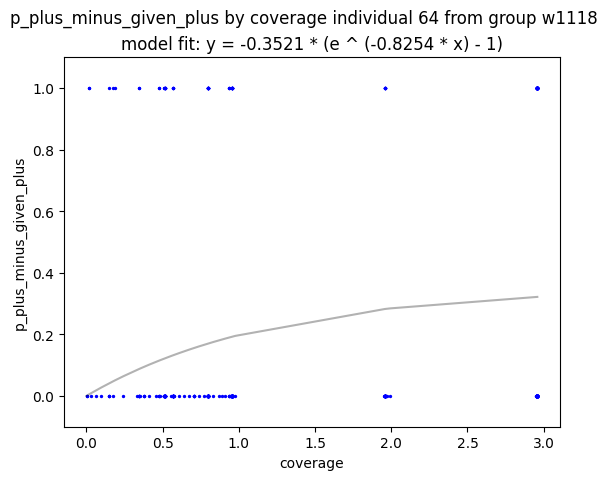 p_plus_minus_given_plus by coverage individual 64 from group w1118
model fit: y = -0.3521 * (e ^ (-0.8254 * x) - 1)
1.0
0.8
0.6
0.4
0.2
0.0
p_plus_minus_given_plus
0.0 0.5 1.0 1.5 2.0 2.5 3.0
coverage